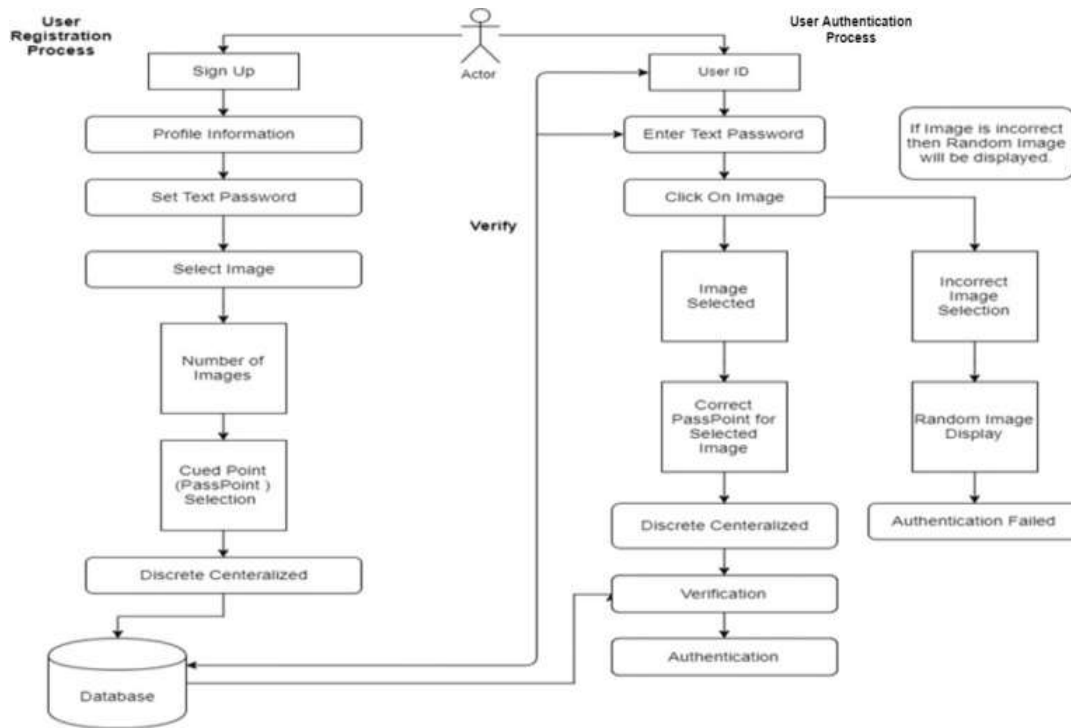 User
Registration
Process
Sign Up
Profile Information
Set Text Password
Select Image
Number of
Images
Cued Point
(PassPoint )
Selection
Discrete Centeralized
Database
Actor
Verify
User Authentication
Process
User ID
Enter Text Password
Click On Image
Image
Selected
Correct
PassPoint for
Selected
Image
Discrete Centeralized
Verification
Authentication
If Image is incorrect
then Random Image
will be displayed.
Incorrect
Image
Selection
Random Image
Display
Authentication Failed